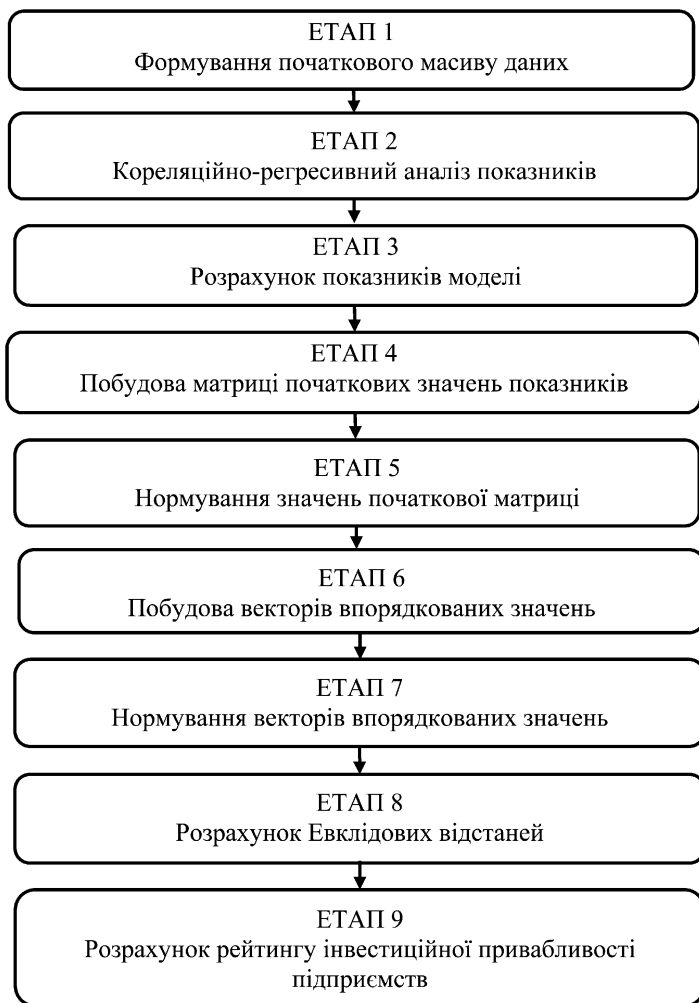 ЕТАП 1
Формування початкового масиву даних
ЕТАП 2
Кореляційно-регресивний аналіз показників
ЕТАП 3
Розрахунок показників моделі
ЕТАП 4
Побудова матриці початкових значень показників
ЕТАП 5
Нормування значень початкової матриці
ЕТАП 6
Побудова векторів впорядкованих значень
ЕТАП 7
Нормування векторів впорядкованих значень
ЕТАП 8
Розрахунок Евклідових відстаней
ЕТАП 9
Розрахунок рейтингу інвестиційної привабливості
підприємств